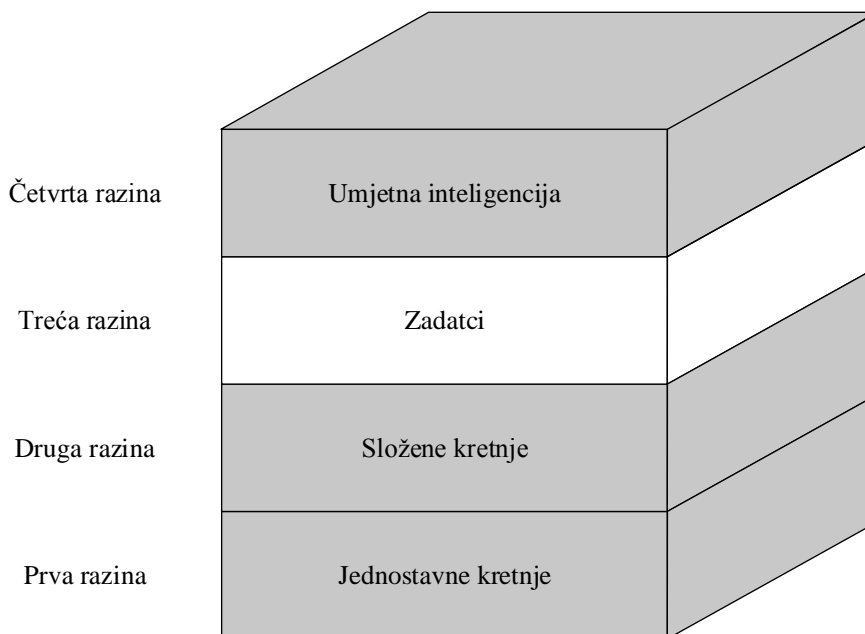 Četvrta razina
Umjetna inteligencija
Treća razina
Zadatci
Druga razina
Složene kretnje
Prva razina
Jednostavne kretnje